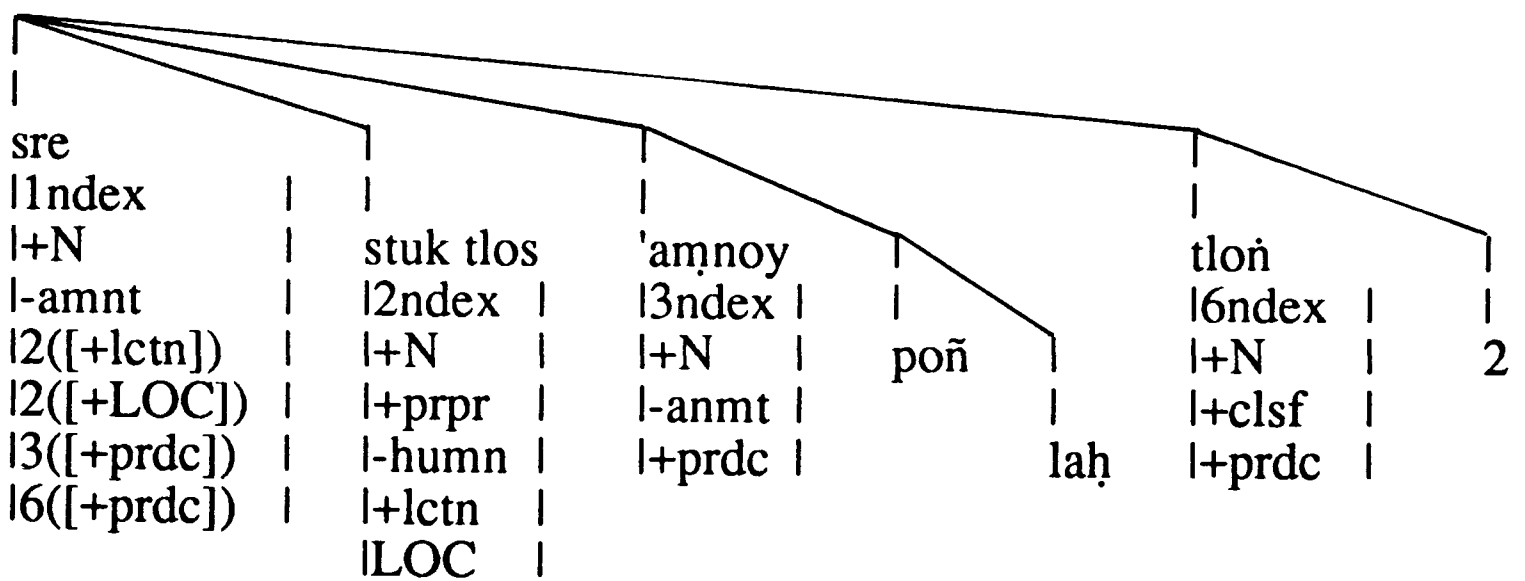 sre
|1ndex
|+N
|-amnt
|2([+lctn])
|2([+LOC])
|3([+prdc])
|6([+prdc])
stuk tlos
|2ndex
|+N
|+prpr
|-humn
|+lctn
|LOC
'aṃnoy
|3ndex
|+N
|-anmt
|+prdc
poñ
laḥ
tloṅ
|6ndex
|+N
|+clsf
|+prdc
2